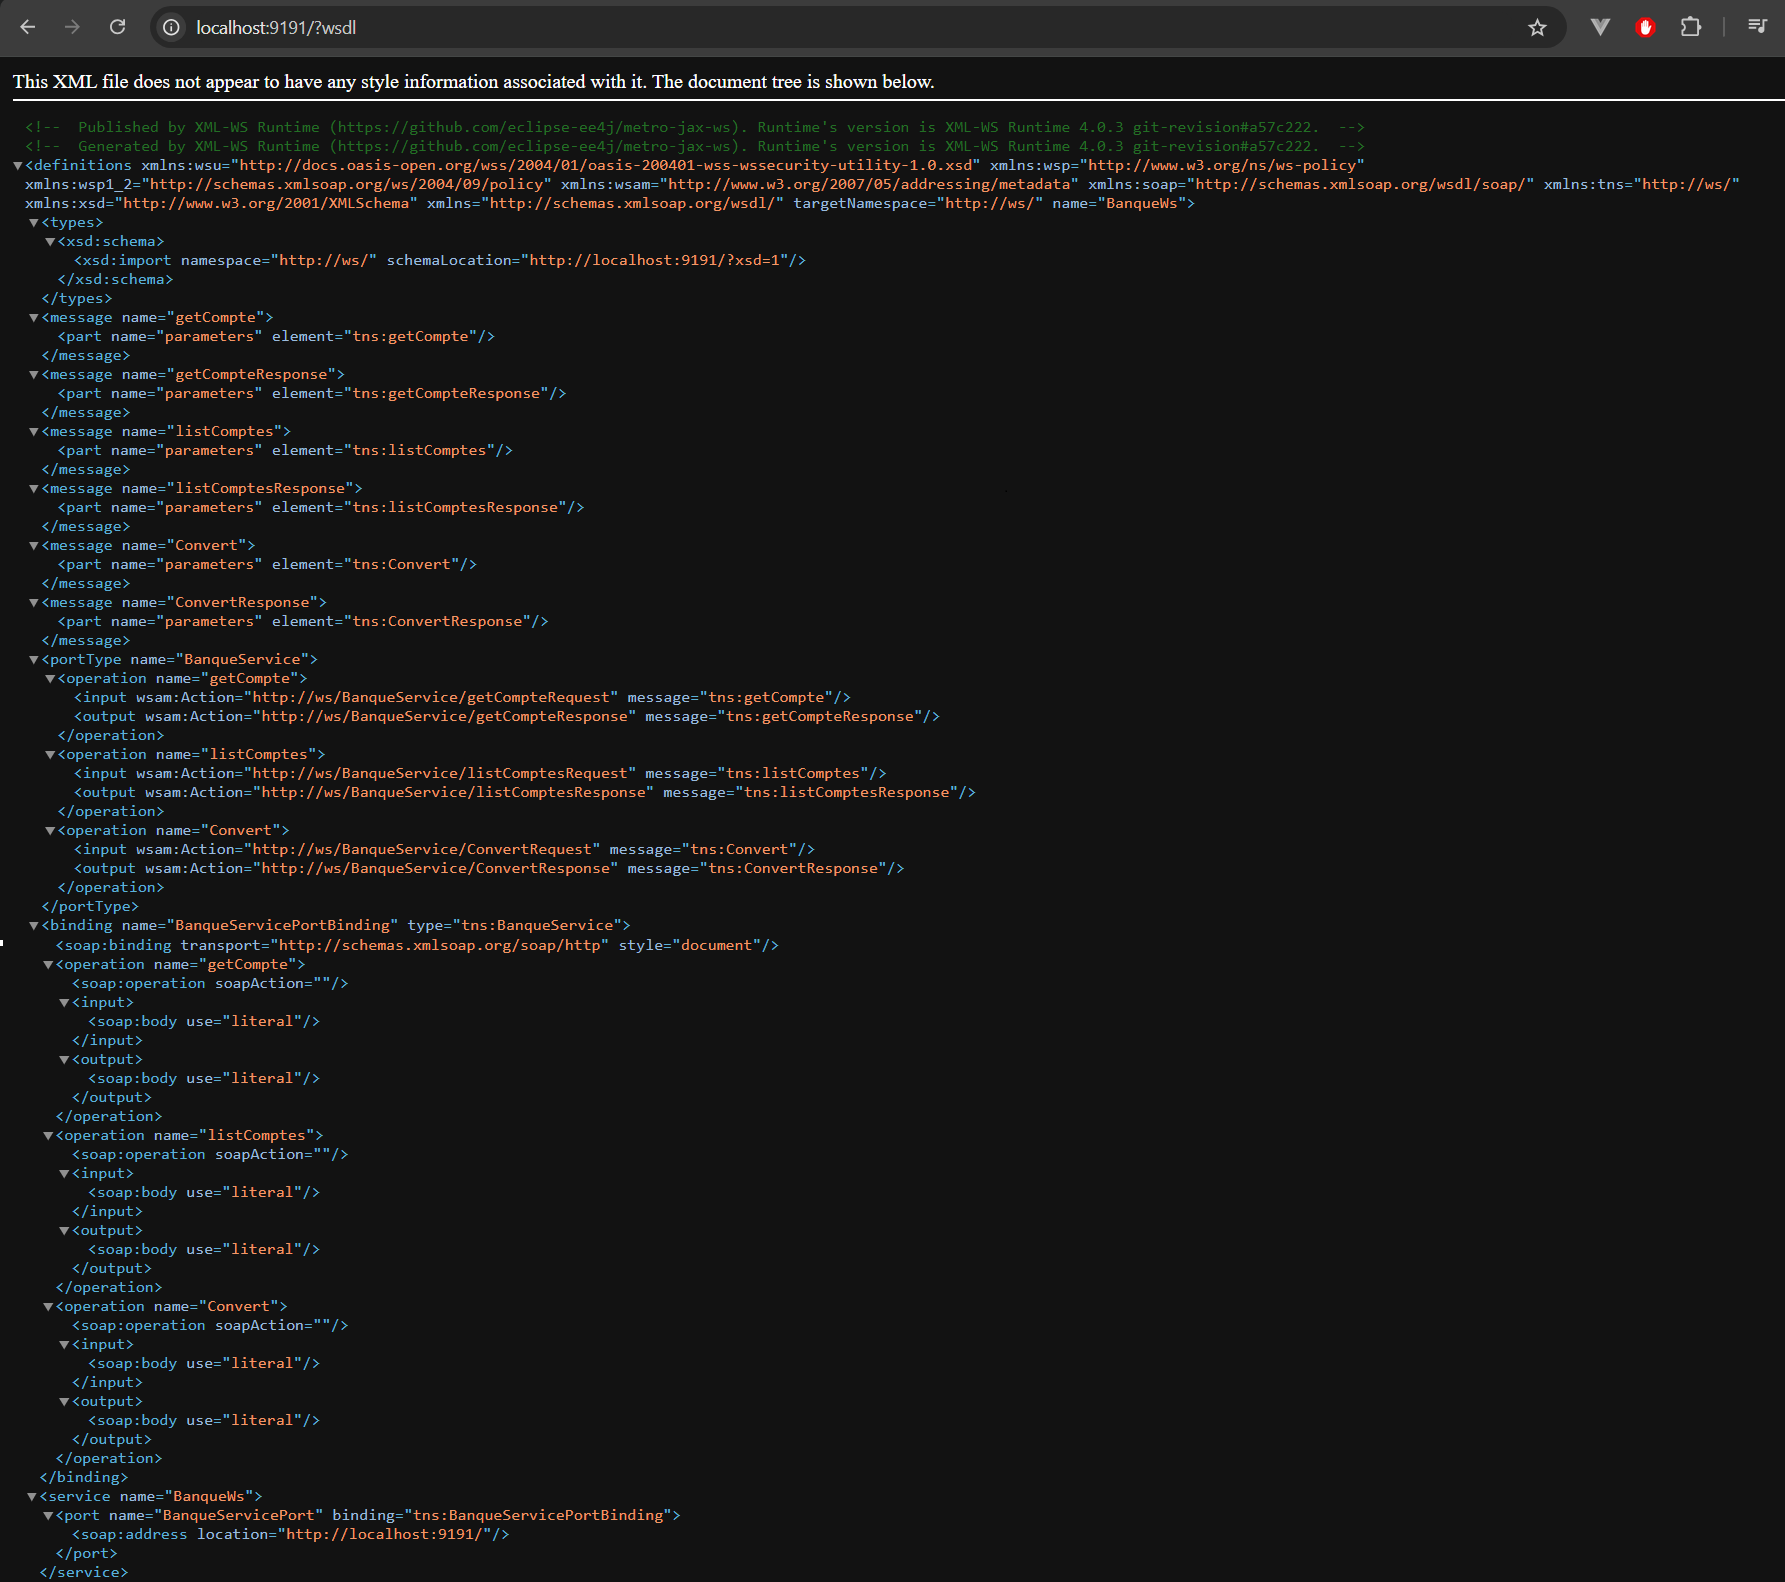 localhost:9191/?wsdl
This XML file does not appear to have any style information associated with it. The document tree is shown below.
<!--  Published by XML-WS Runtime (https://github.com/eclipse-ee4j/metro-jax-ws). Runtime's version is XML-WS Runtime 4.0.3 git-revision#a57c222.  -->
<!--  Generated by XML-WS Runtime (https://github.com/eclipse-ee4j/metro-jax-ws). Runtime's version is XML-WS Runtime 4.0.3 git-revision#a57c222.  -->
<definitions xmlns:wsu="http://docs.oasis-open.org/wss/2004/01/oasis-200401-wss-wssecurity-utility-1.0.xsd" xmlns:wsp="http://www.w3.org/ns/ws-policy"
xmlns:wsp1_2="http://schemas.xmlsoap.org/ws/2004/09/policy" xmlns:wsam="http://www.w3.org/2007/05/addressing/metadata" xmlns:soap="http://schemas.xmlsoap.org/wsdl/soap/" xmlns:tns="http://ws/"
xmlns:xsd="http://www.w3.org/2001/XMLSchema" xmlns="http://schemas.xmlsoap.org/wsdl/" targetNamespace="http://ws/" name="BanqueWs">
<types>
<xsd:schema>
<xsd:import namespace="http://ws/" schemaLocation="http://localhost:9191/?xsd=1"/>
</xsd:schema>
</types>
<message name="getCompte">
<part name="parameters" element="tns:getCompte"/>
</message>
<message name="getCompteResponse">
<part name="parameters" element="tns:getCompteResponse"/>
</message>
<message name="listComptes">
<part name="parameters" element="tns:listComptes"/>
</message>
<message name="listComptesResponse">
<part name="parameters" element="tns:listComptesResponse"/>
</message>
<message name="Convert">
<part name="parameters" element="tns:Convert"/>
</message>
<message name="ConvertResponse">
<part name="parameters" element="tns:ConvertResponse"/>
</message>
<portType name="BanqueService">
<operation name="getCompte">
<input wsam:Action="http://ws/BanqueService/getCompteRequest" message="tns:getCompte"/>
<output wsam:Action="http://ws/BanqueService/getCompteResponse" message="tns:getCompteResponse"/>
</operation>
<operation name="listComptes">
<input wsam:Action="http://ws/BanqueService/listComptesRequest" message="tns:listComptes"/>
<output wsam:Action="http://ws/BanqueService/listComptesResponse" message="tns:listComptesResponse"/>
</operation>
<operation name="Convert">
<input wsam:Action="http://ws/BanqueService/ConvertRequest" message="tns:Convert"/>
<output wsam:Action="http://ws/BanqueService/ConvertResponse" message="tns:ConvertResponse"/>
</operation>
</portType>
<binding name="BanqueServicePortBinding" type="tns:BanqueService">
<soap:binding transport="http://schemas.xmlsoap.org/soap/http" style="document"/>
<operation name="getCompte">
<soap:operation soapAction=""/>
<input>
<soap:body use="literal"/>
</input>
<output>
<soap:body use="literal"/>
</output>
</operation>
<operation name="listComptes">
<soap:operation soapAction=""/>
<input>
<soap:body use="literal"/>
</input>
<output>
<soap:body use="literal"/>
</output>
</operation>
<operation name="Convert">
<soap:operation soapAction=""/>
<input>
<soap:body use="literal"/>
</input>
<output>
<soap:body use="literal"/>
</output>
</operation>
</binding>
<service name="BanqueWs">
<port name="BanqueServicePort" binding="tns:BanqueServicePortBinding">
<soap:address location="http://localhost:9191/"/>
</port>
</service>